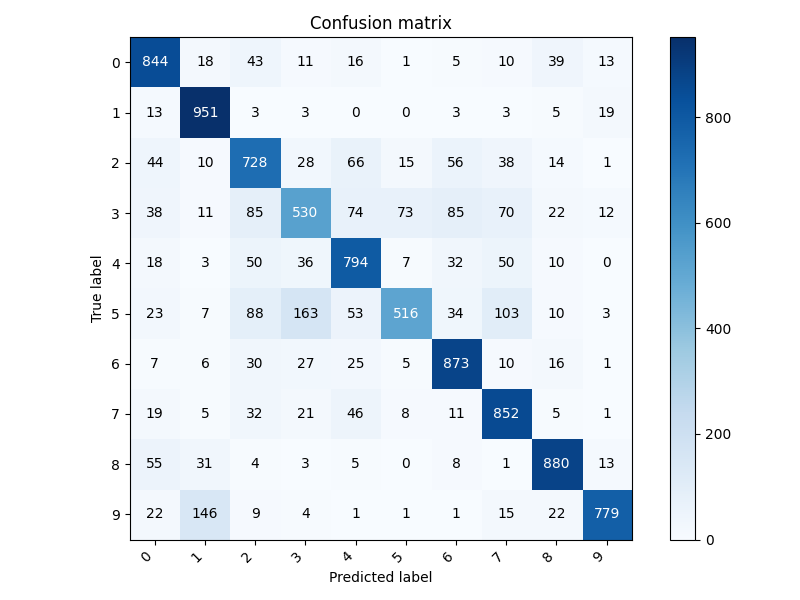 Confusion matrix
0 844 18 43 11 16 1 5 10 39 13
1 13 951 3 3 0 0 3 3 5 19
2 44 10 728 28 66 15 56 38 14 1
3 38 11 85 530 74 73 85 70 22 12
4 18 3 50 36 794 7 32 50 10 0
5 23 7 88 163 53 516 34 103 10 3
6 7 6 30 27 25 5 873 10 16 1
7 19 5 32 21 46 8 11 852 5 1
8 55 31 4 3 5 0 8 1 880 13
9 22 146 9 4 1 1 1 15 22 779
0 1 2 3 4 5 6 7 8 9
True label
Predicted label
800
600
400
200
0